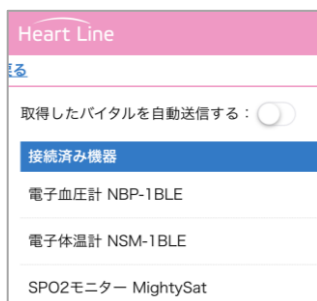 Heart Line
戻る
取得したバイタルを自動送信する：
接続済み機器
電子血圧計 NBP-1BLE
電子体温計 NSM-1BLE
SPO2モニター MightySat